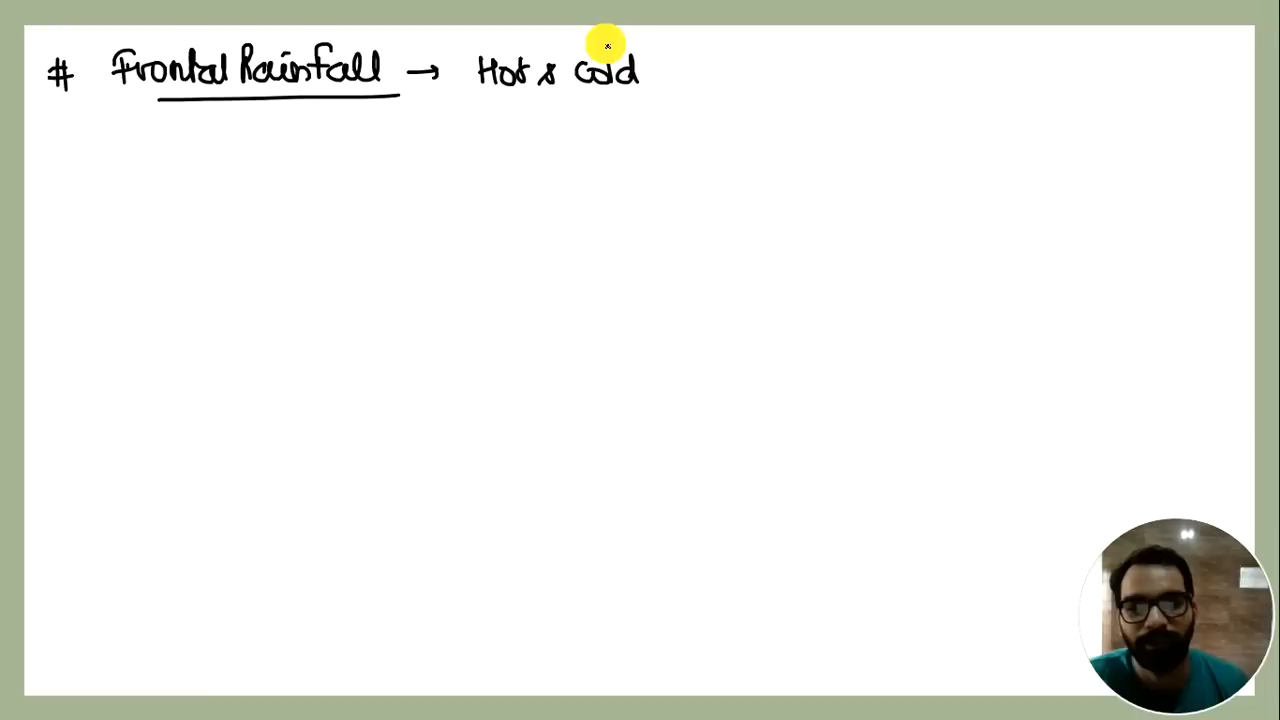 # Frontal Rainfall → Hot & Cold